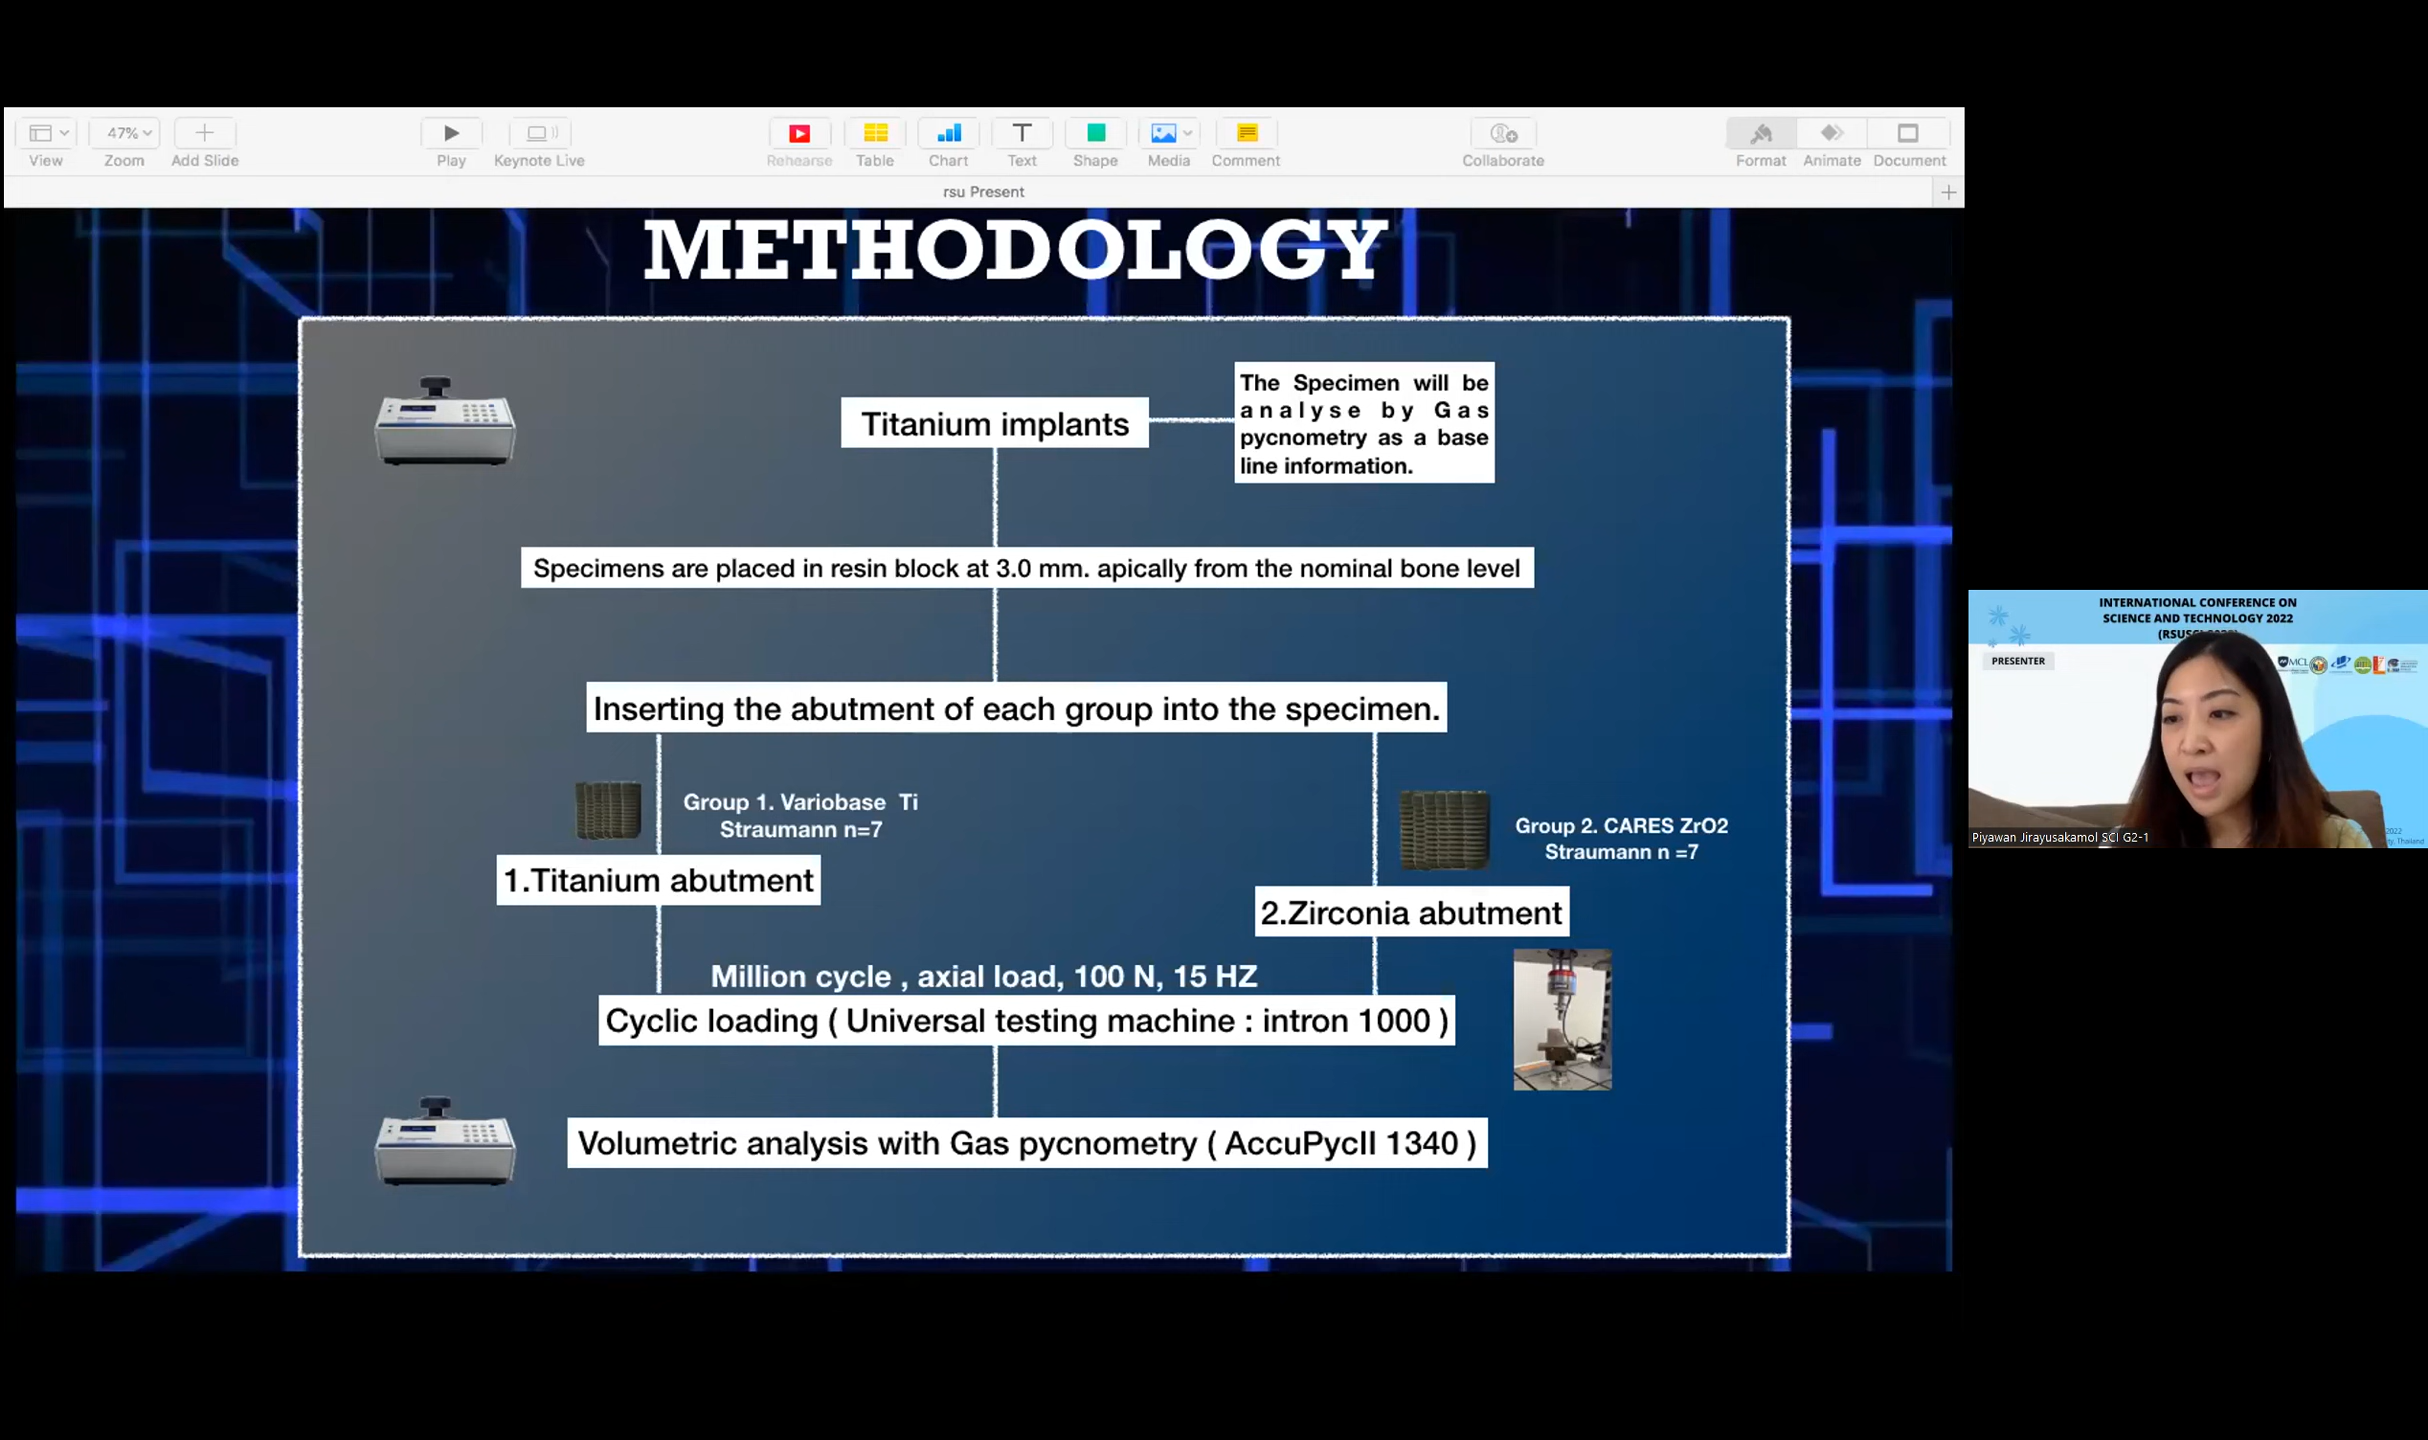 View
47%
Zoom
Add Slide
Play
Keynote Live
Rehearse
Table
Chart
Text
Shape
Media
Comment
Collaborate
Format
Animate
Document
rsu Present
METHODOLOGY
Titanium implants
The Specimen will be
analyse by Gas
pycnometry as a base
line information.
Specimens are placed in resin block at 3.0 mm. apically from the nominal bone level
Inserting the abutment of each group into the specimen.
Group 1. Variobase Ti
Straumann n=7
1.Titanium abutment
Group 2. CARES ZrO2
Straumann n =7
2.Zirconia abutment
Million cycle , axial load, 100 N, 15 HZ
Cyclic loading ( Universal testing machine : intron 1000 )
Volumetric analysis with Gas pycnometry ( AccuPycII 1340 )
INTERNATIONAL CONFERENCE ON
SCIENCE AND TECHNOLOGY 2022
PRESENTER
MCL
2022
Thailand
Piyawan Jirayusakamol SCI G2-1